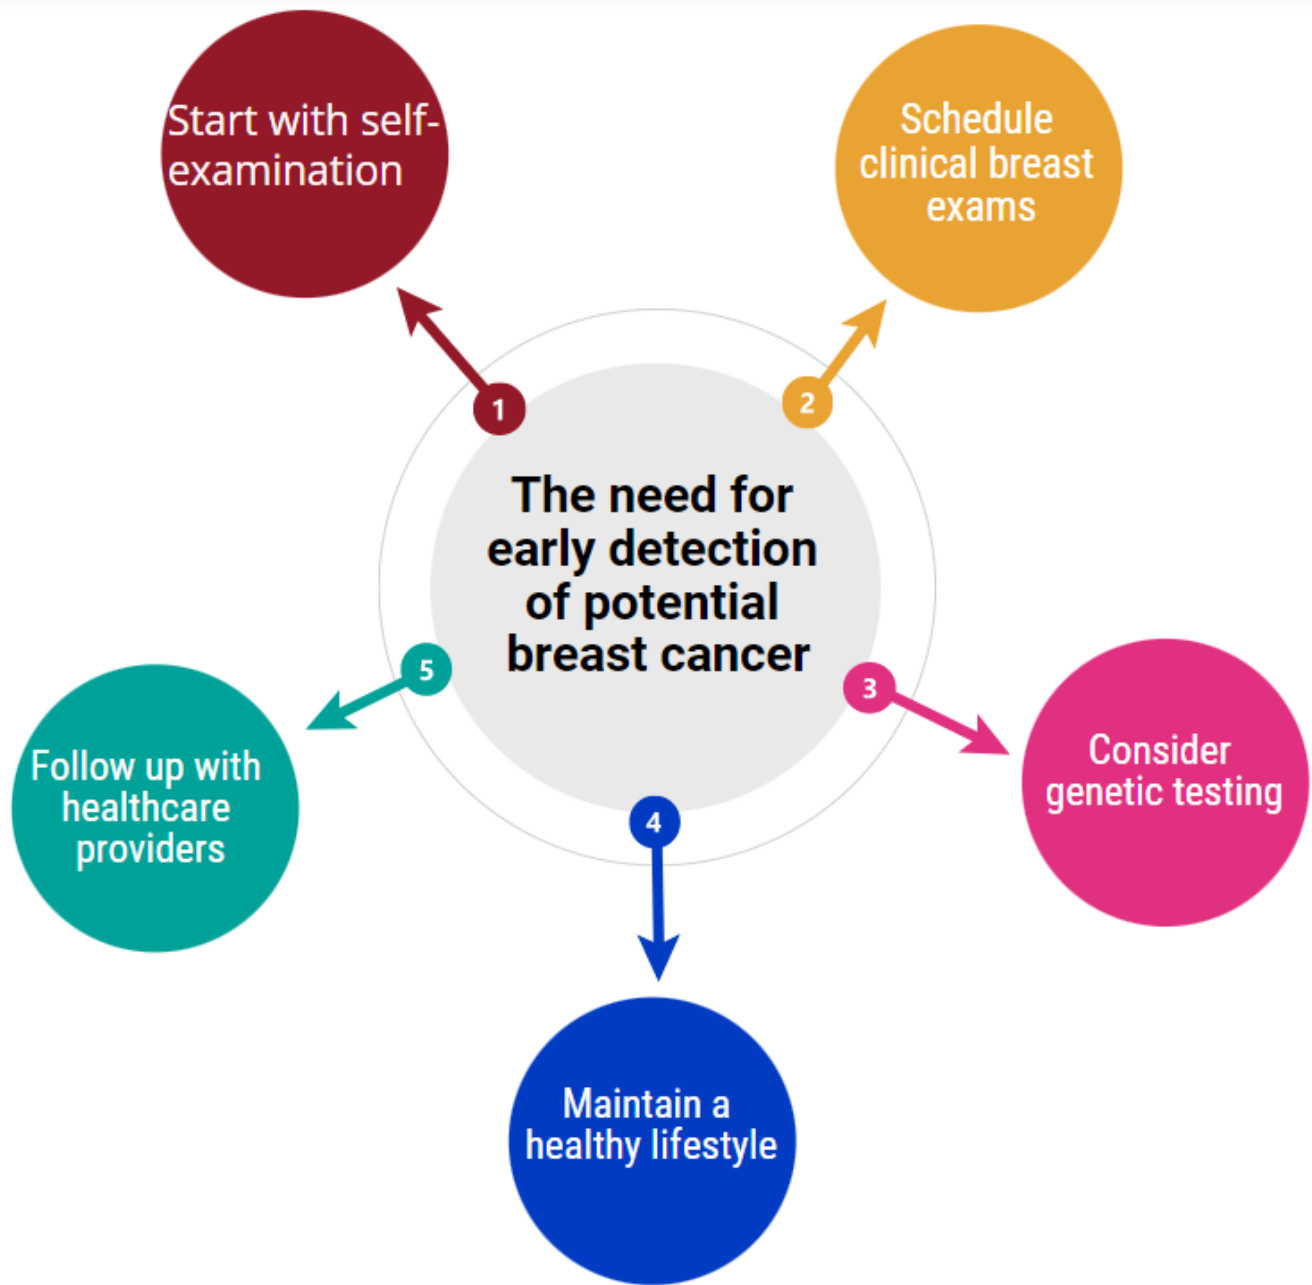 Start with self-
examination
Schedule
clinical breast
exams
1
2
The need for
early detection
of potential
breast cancer
5
3
Follow up with
healthcare
providers
Consider
genetic testing
4
Maintain a
healthy lifestyle